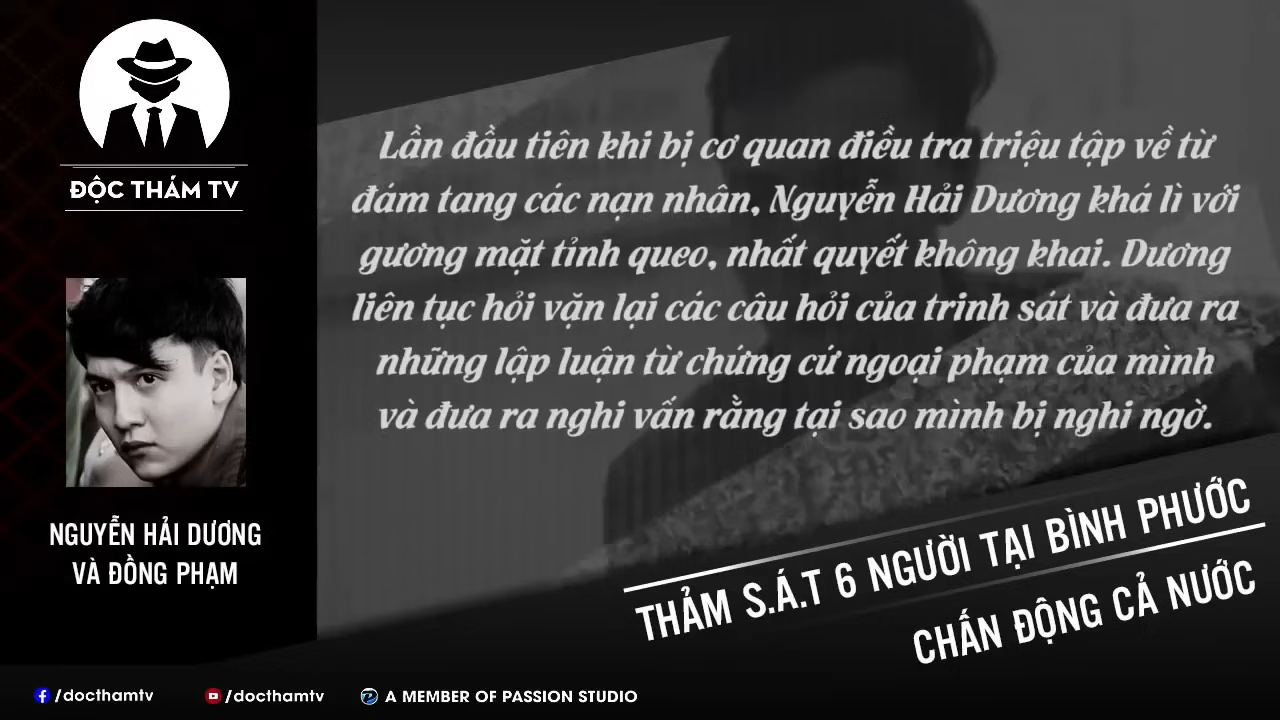 ĐỘC THÁM TV
NGUYỄN HẢI DƯƠNG
VÀ ĐỒNG PHẠM
Lần đầu tiên khi bị cơ quan điều tra triệu tập về từ
đám tang các nạn nhân, Nguyễn Hải Dương khá lì với
gương mặt tỉnh queo, nhất quyết không khai. Dương
liên tục hỏi vặn lại các câu hỏi của trinh sát và đưa ra
những lập luận từ chứng cứ ngoại phạm của mình
và đưa ra nghi vấn rằng tại sao mình bị nghi ngờ.
THẢM S.Á.T 6 NGƯỜI TẠI BÌNH PHƯỚC
CHẤN ĐỘNG CẢ NƯỚC
/docthamtv
/docthamtv
A MEMBER OF PASSION STUDIO